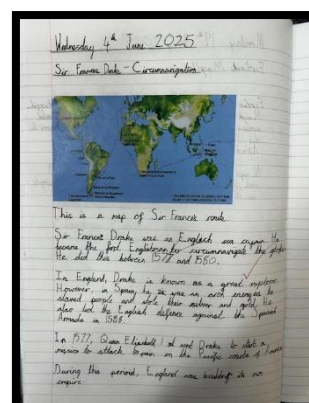 Wednesday 4th June 2025
Sir Francis Drake - Circumnavigation
This is a map of Sir Francis route.
Sir Francis Drake was an English sea captain. He
became the first Englishman to circumnavigate the globe.
He did this between 1577 and 1580.
In England, Drake is known as a great explorer.
However, in Spain, he was an arch enemy as he
slaved people and stole their silver and gold. He
also led the English defence against the Spanish
Armada in 1588.
In 1577, Queen Elizabeth I sent Drake to start a
mission to attack Spain on the Pacific coasts of America
During this period, England was building its own
empire.